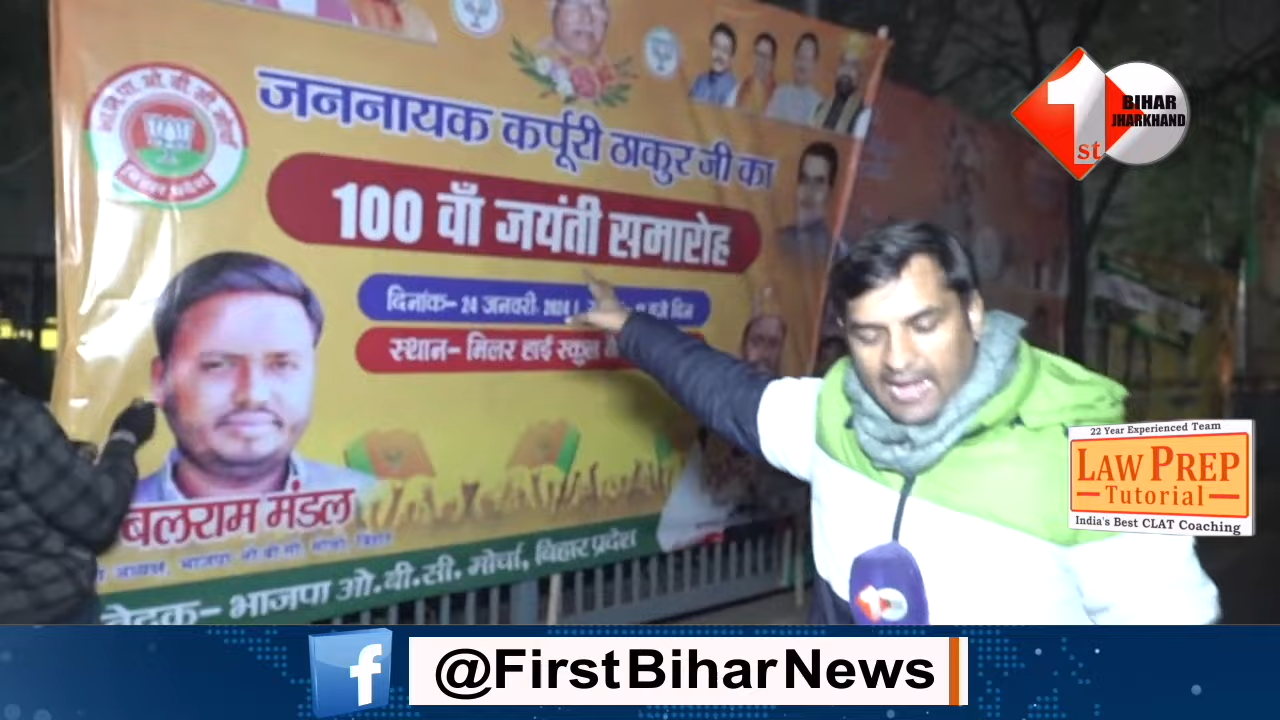 जननायक कर्पूरी ठाकुर जी का
100 वाँ जयंती समारोह
दिनांक- 24 जनवरी, 2024
स्थान- मिलर हाई स्कूल
बलराम मंडल
भाजपा ओ.बी.सी. मोर्चा, बिहार प्रदेश
1st
BIHAR
JHARKHAND
22 Year Experienced Team
LAW PREP
Tutorial
India's Best CLAT Coaching
@FirstBiharNews